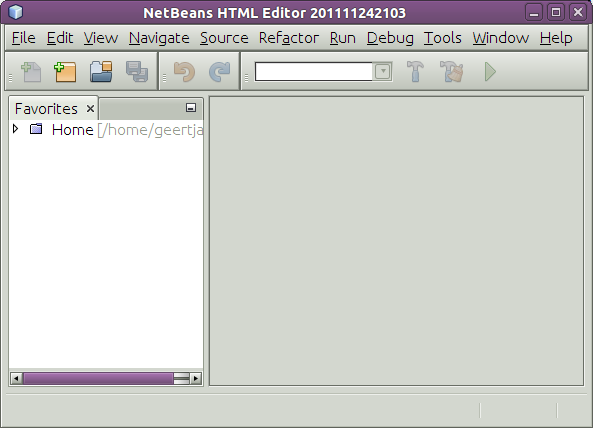 NetBeans HTML Editor 201111242103
File Edit View Navigate Source Refactor Run Debug Tools Window Help
Favorites
Home [/home/geertja